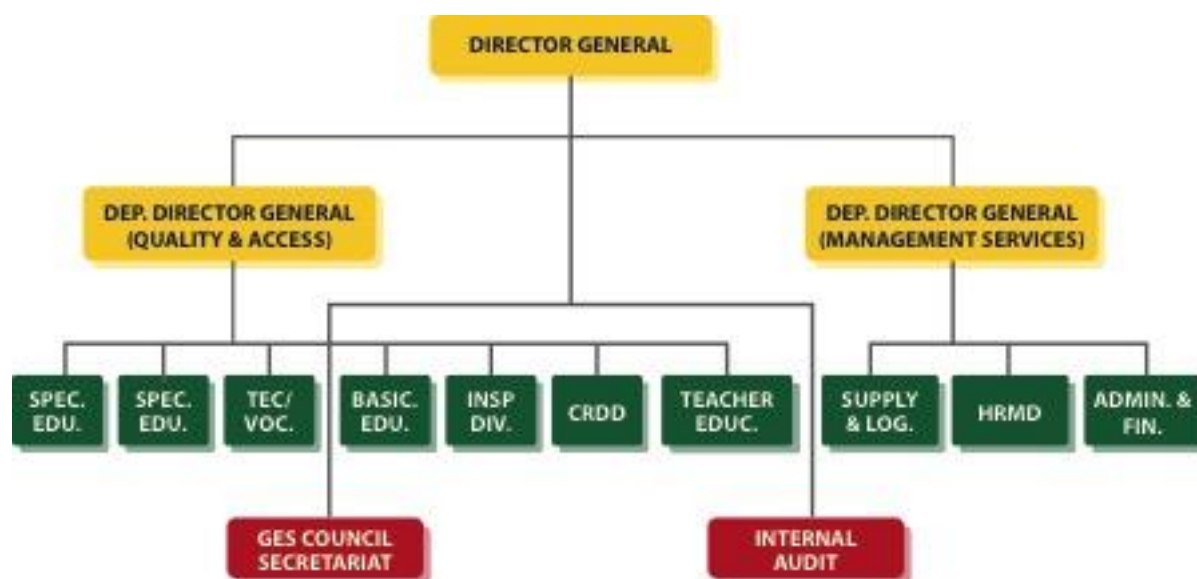 DIRECTOR GENERAL
DEP. DIRECTOR GENERAL
(QUALITY & ACCESS)
DEP. DIRECTOR GENERAL
(MANAGEMENT SERVICES)
SPEC.
EDU.
SPEC.
EDU.
TEC/
VOC.
BASIC.
EDU.
INSP
DIV.
CRDD
TEACHER
EDUC.
SUPPLY
& LOG.
HRMD
ADMIN. &
FIN.
GES COUNCIL
SECRETARIAT
INTERNAL
AUDIT